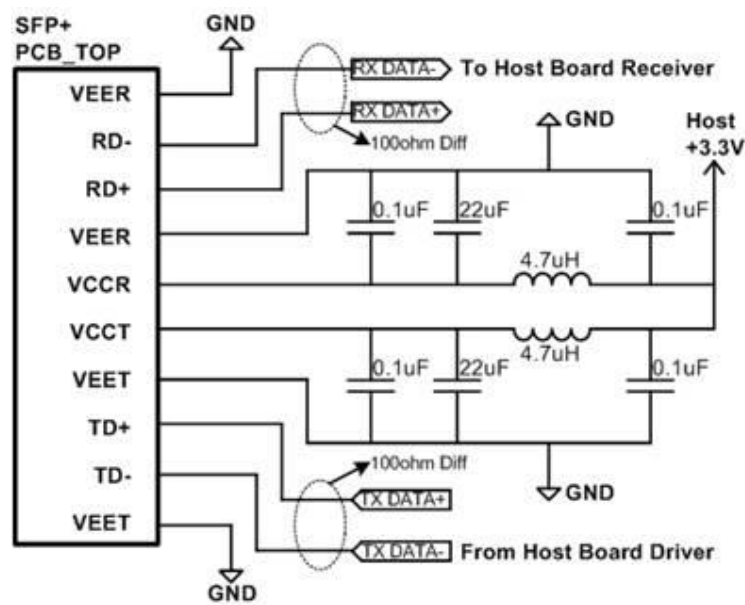 SFP+
PCB_TOP
GND
VEER
RX DATA-
To Host Board Receiver
RD-
RX DATA+
100ohm Diff
GND
Host
+3.3V
RD+
VEER
0.1uF
22uF
0.1uF
4.7uH
VCCR
VCCT
4.7uH
VEET
0.1uF
22uF
0.1uF
TD+
100ohm Diff
TD-
TX DATA+
GND
VEET
TX DATA-
From Host Board Driver
GND